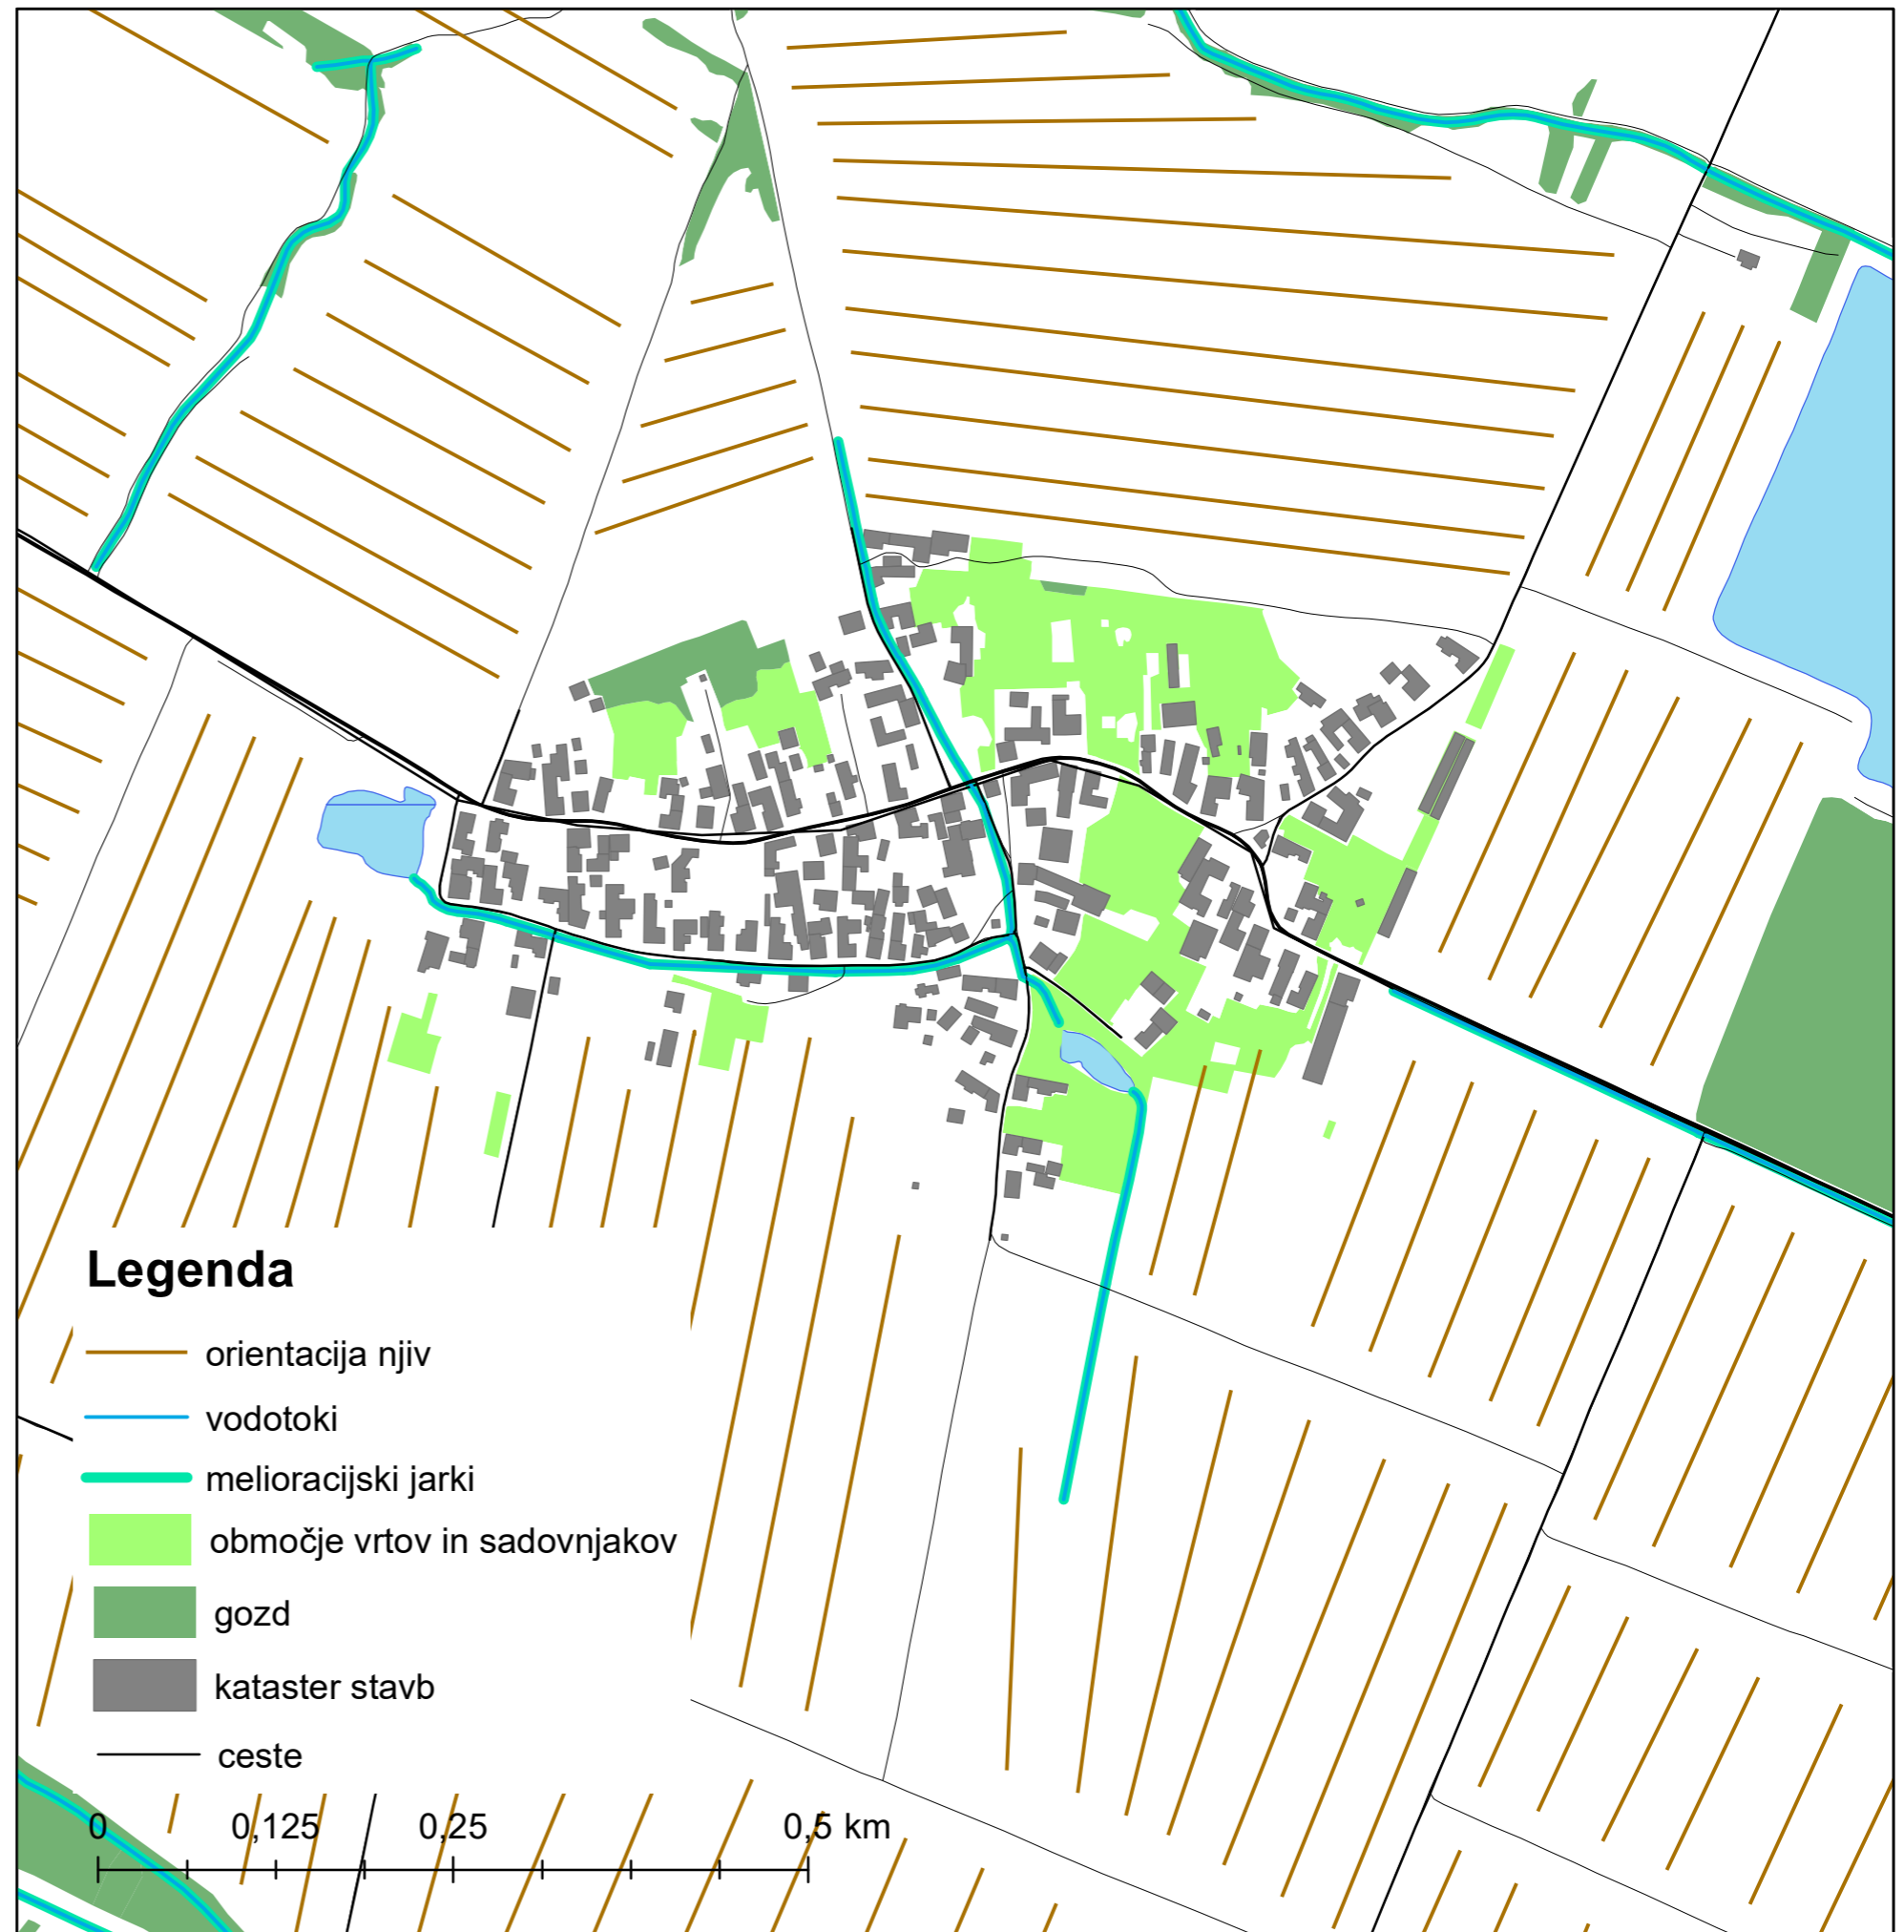 Legenda
orientacija njiv
vodotoki
melioracijski jarki
območje vrtov in sadovnjakov
gozd
kataster stavb
ceste
0 0,125 0,25 0,5 km